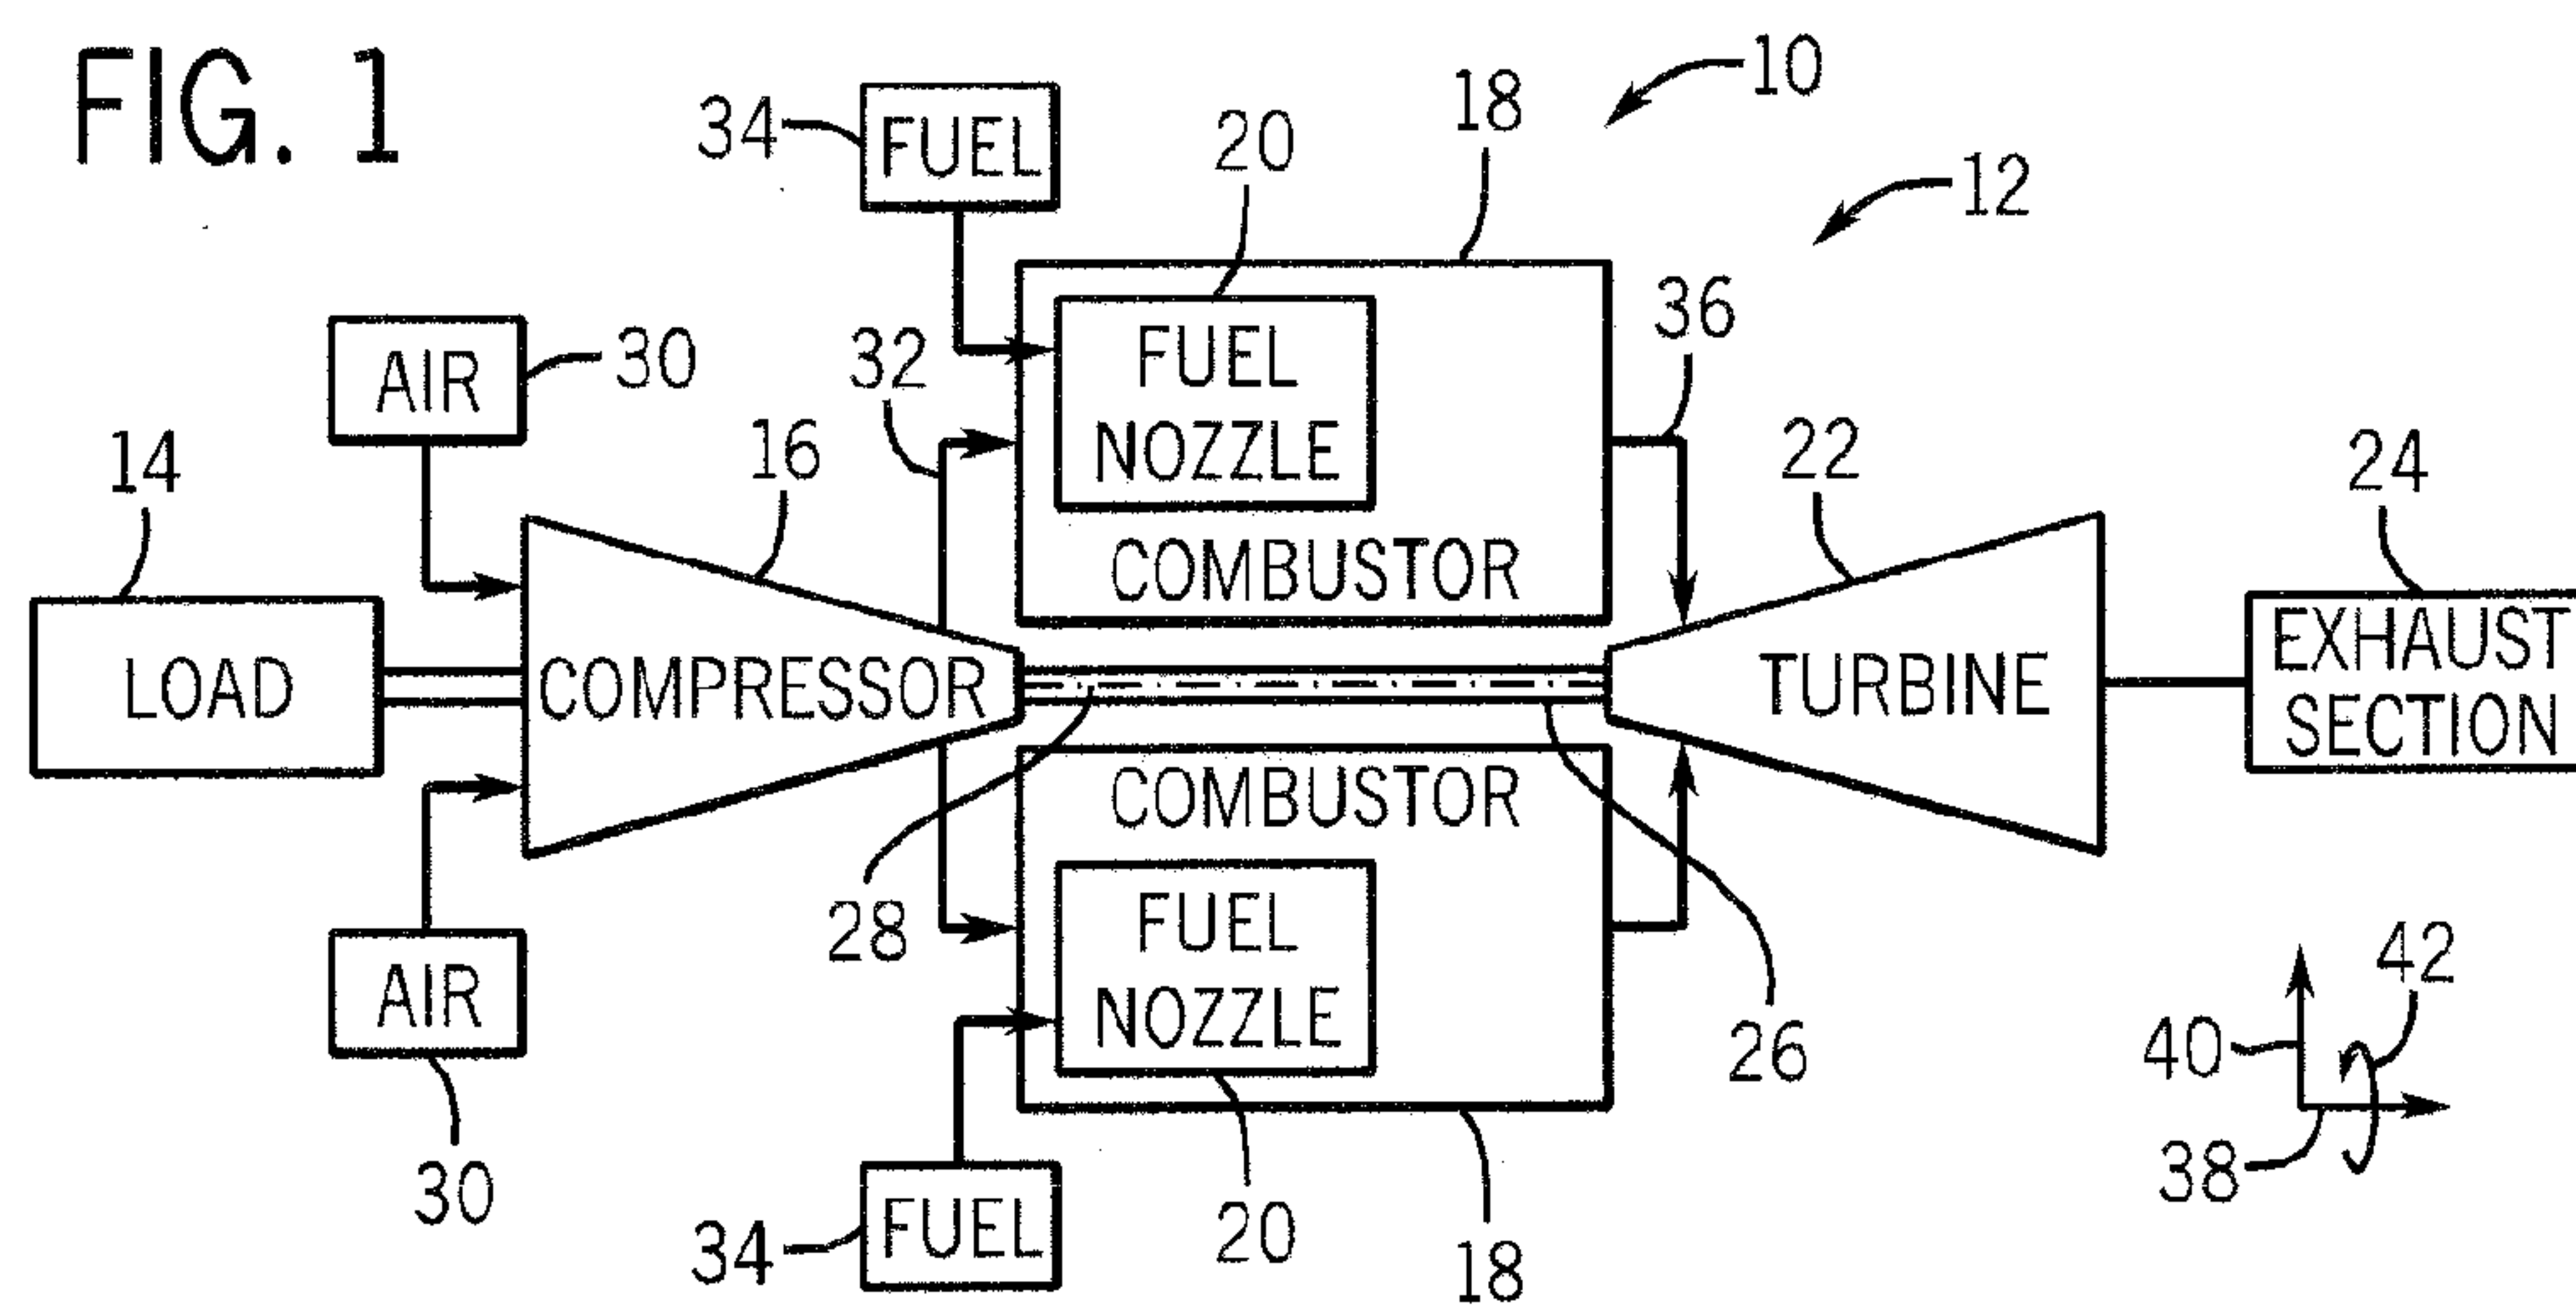 FIG. 1
10
12
34
FUEL
20
18
36
AIR
30
32
FUEL
NOZZLE
COMBUSTOR
14
16
22
24
LOAD
COMPRESSOR
TURBINE
EXHAUST
SECTION
COMBUSTOR
FUEL
NOZZLE
28
26
AIR
30
34
FUEL
20
18
40
42
38